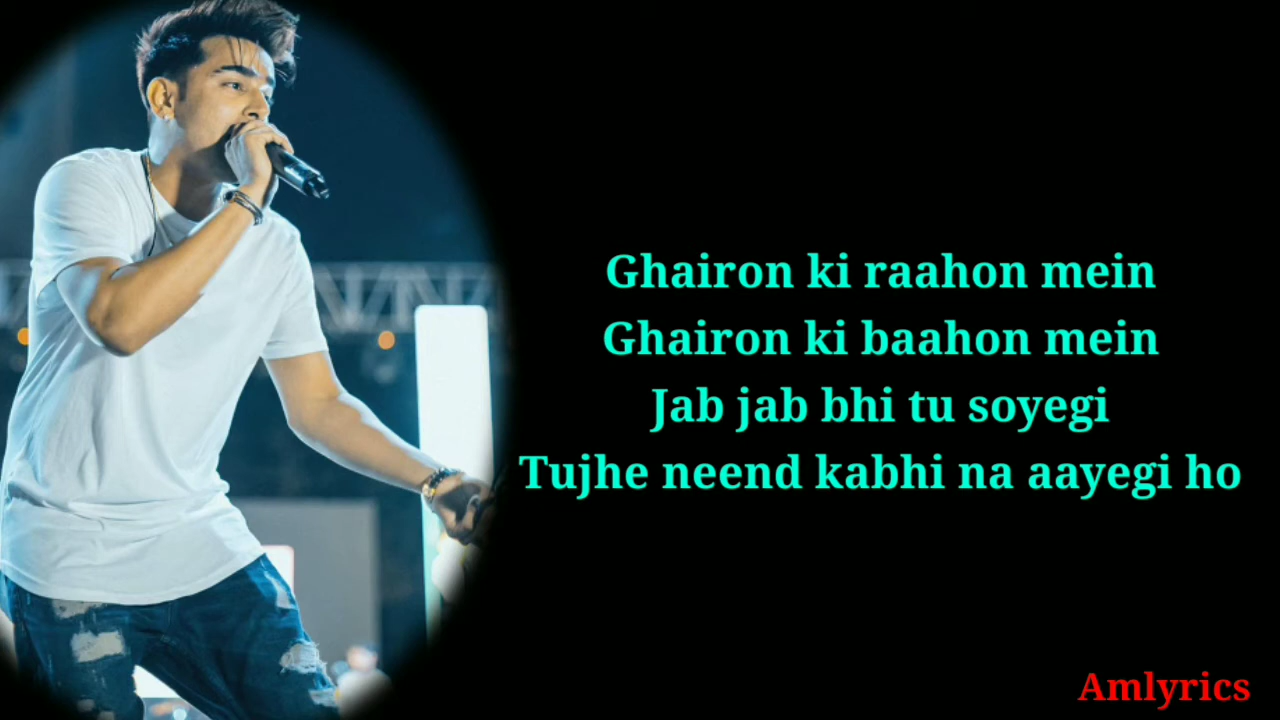 Ghairon ki raahon mein
Ghairon ki baahon mein
Jab jab bhi tu soyegi
Tujhe neend kabhi na aayegi ho
Amlyrics